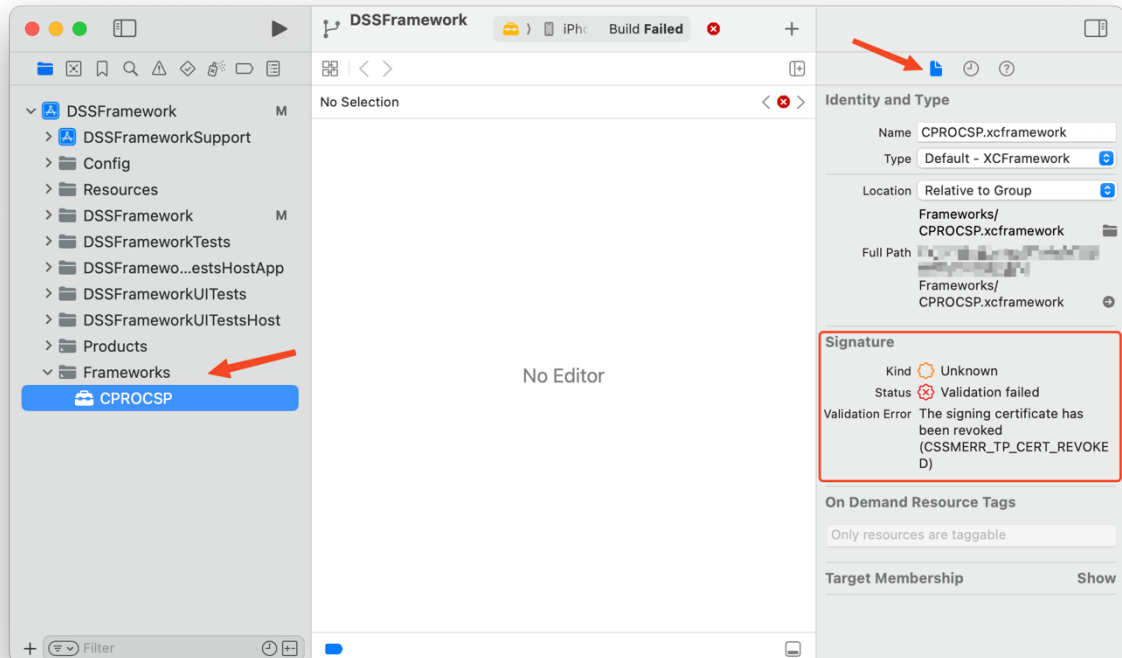 DSSFramework
iPh
Build Failed
No Selection
DSSFramework M
DSSFrameworkSupport
Config
Resources
DSSFramework M
DSSFrameworkTests
DSSFramewo...estsHostApp
DSSFrameworkUITests
DSSFrameworkUITestsHost
Products
Frameworks
CPROCSP
Filter
No Editor
Identity and Type
Name CPROCSP.xcframework
Type Default - XCFramework
Location Relative to Group
Frameworks/
CPROCSP.xcframework
Full Path
Frameworks/
CPROCSP.xcframework
Signature
Kind Unknown
Status Validation failed
Validation Error The signing certificate has
been revoked
(CSSMERR_TP_CERT_REVOKE
D)
On Demand Resource Tags
Only resources are taggable
Target Membership Show